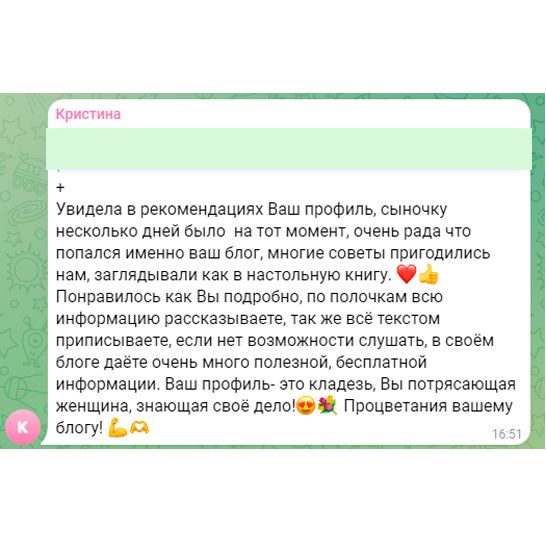 Кристина
+
Увидела в рекомендациях Ваш профиль, сыночку
несколько дней было  на тот момент, очень рада что
попался именно ваш блог, многие советы пригодились
нам, заглядывали как в настольную книгу. ❤️👍
Понравилось как Вы подробно, по полочкам всю
информацию рассказываете, так же всё текстом
приписываете, если нет возможности слушать, в своём
блоге даёте очень много полезной, бесплатной
информации. Ваш профиль- это кладезь, Вы потрясающая
женщина, знающая своё дело!😍💐 Процветания вашему
блогу! 💪🫶
К
16:51